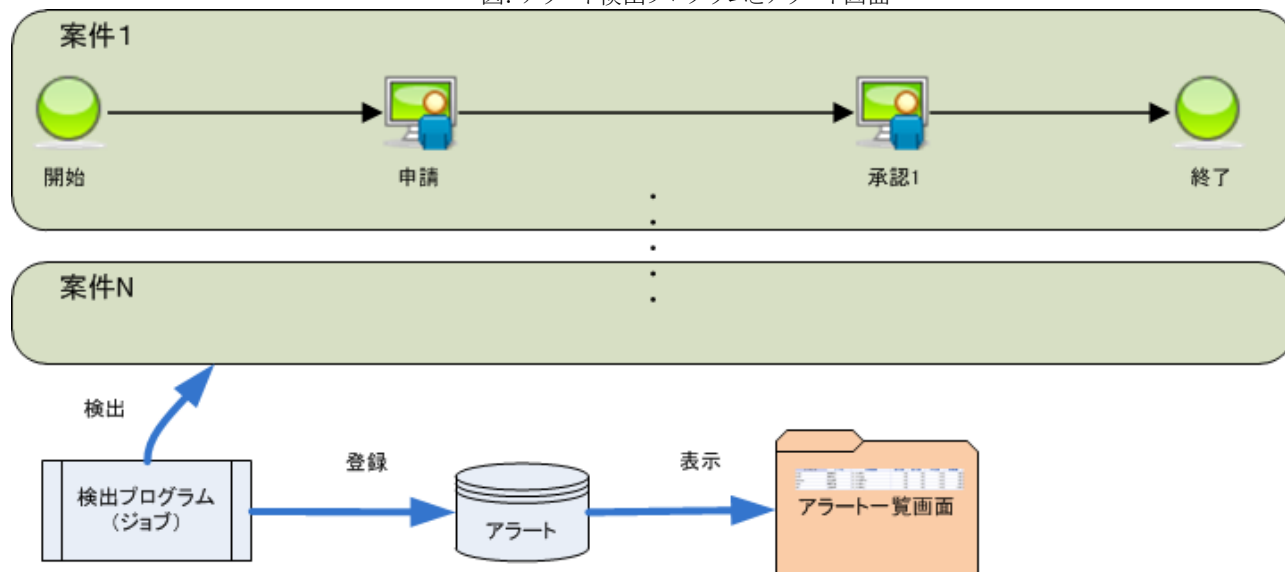 案件1
開始
申請
承認1
終了
案件N
検出
検出プログラム
(ジョブ)
登録
アラート
表示
アラート一覧画面